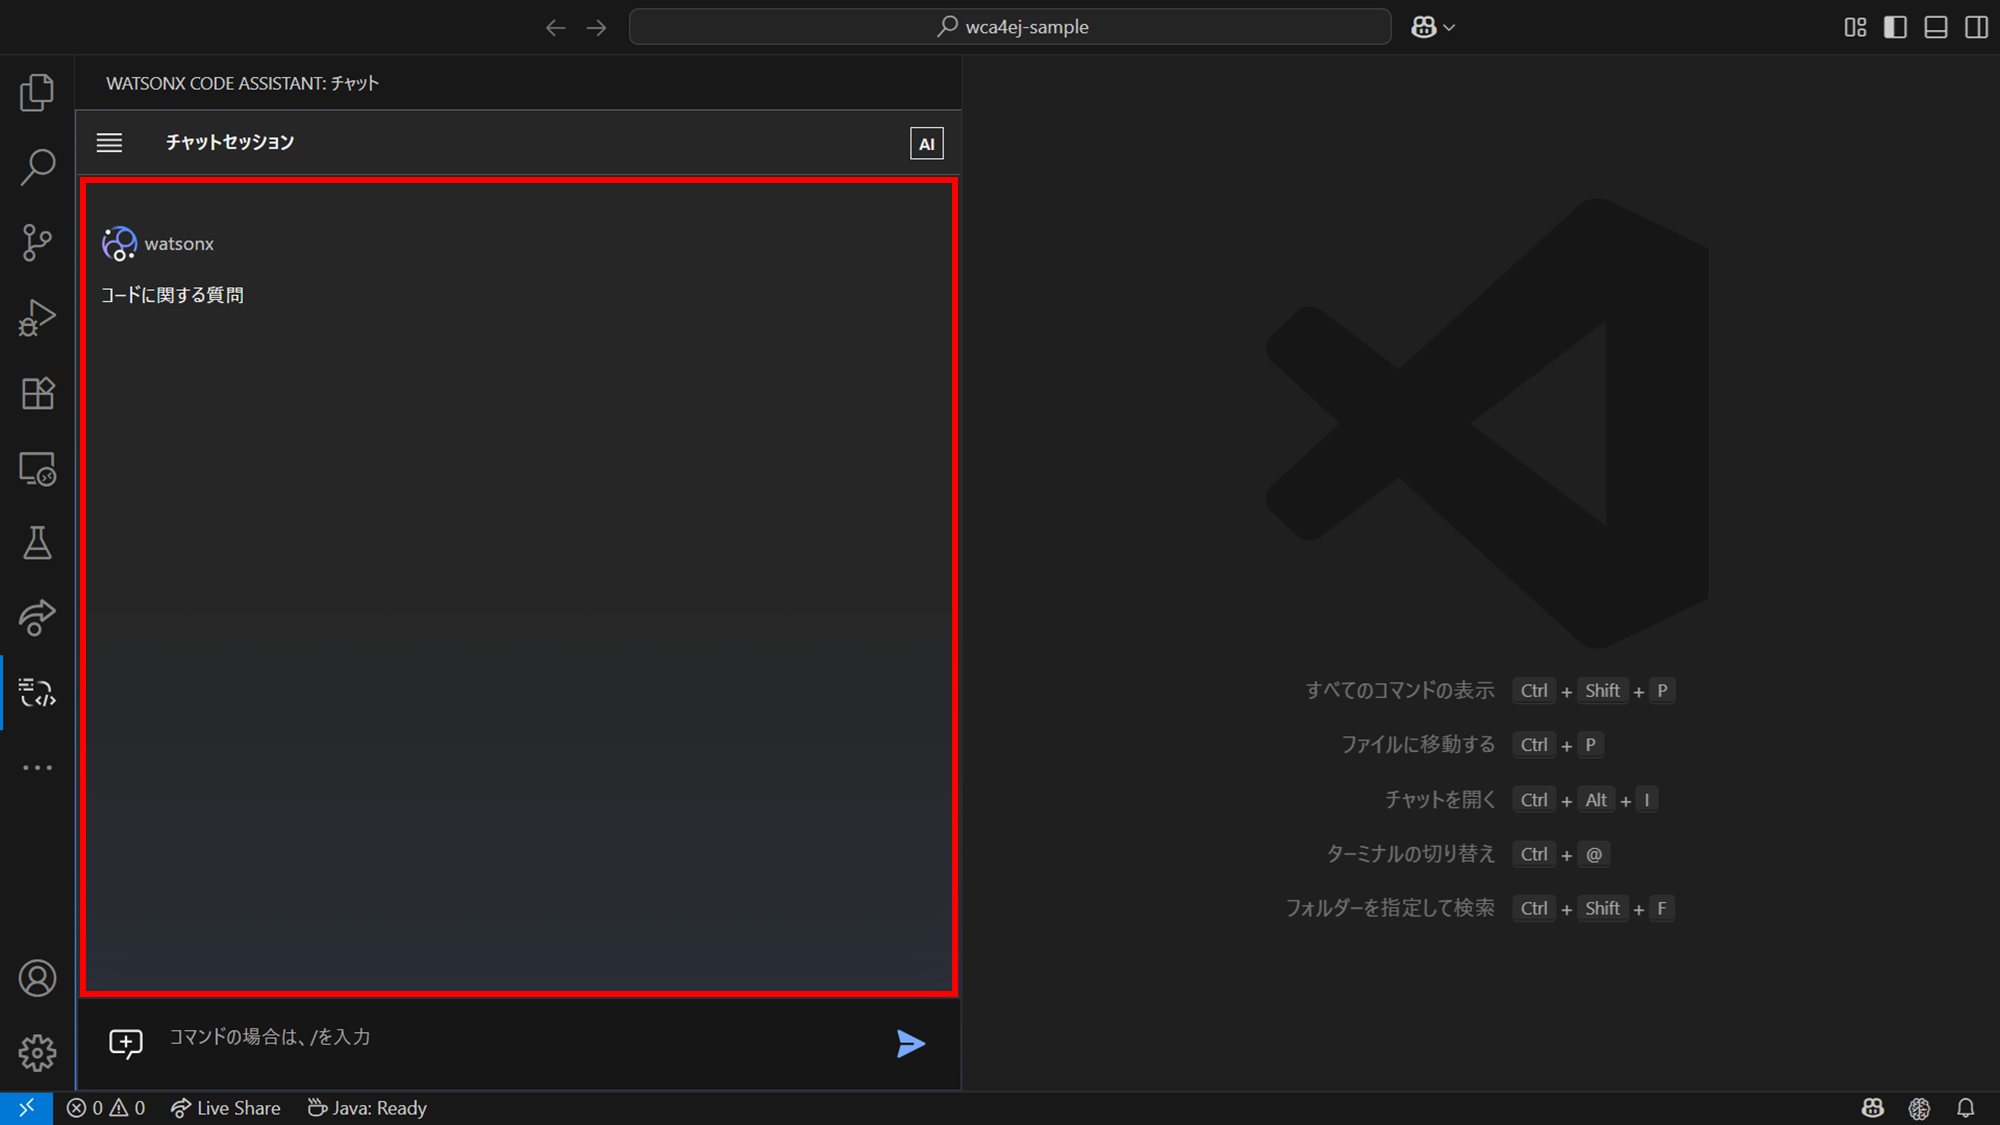 wca4ej-sample
WATSONX CODE ASSISTANT: チャット
チャットセッション
AI
watsonx
コードに関する質問
すべてのコマンドの表示 Ctrl + Shift + P
ファイルに移動する Ctrl + P
チャットを開く Ctrl + Alt + I
ターミナルの切り替え Ctrl + @
フォルダーを指定して検索 Ctrl + Shift + F
コマンドの場合は、/を入力
0 0 Live Share Java: Ready